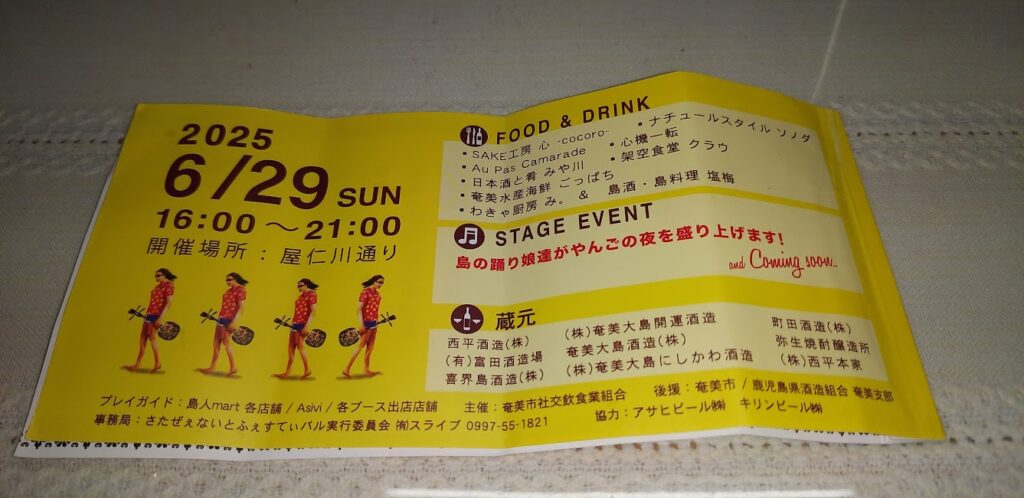 2025
6/29 SUN
16:00 〜 21:00
開催場所 : 屋仁川通り
FOOD & DRINK
・SAKE工房 心 -cocoro-
・Au Pas Camarade
・日本酒と肴 みや川
・奄美水産海鮮 ごっぱち
・わきゃ厨房 み。 & 島酒・島料理 塩梅
・ナチュールスタイル ソノダ
・心機一転
・架空食堂 クラウ
STAGE EVENT
島の踊り娘達がやんごの夜を盛り上げます!
and Coming soon..
蔵元
西平酒造(株)
(有)富田酒造場
喜界島酒造(株)
(株)奄美大島開運酒造
奄美大島酒造(株)
(株)奄美大島にしかわ酒造
町田酒造(株)
弥生焼酎醸造所
(株)西平本家
プレイガイド:島人mart 各店舗 / Asivi / 各ブース出店店舗 主催:奄美市社交飲食業組合 後援:奄美市 / 鹿児島県酒造組合 奄美支部
事務局:さたぜぇないとふぇすてぃバル実行委員会 ㈲スライブ 0997-55-1821 協力:アサヒビール㈱ キリンビール㈱